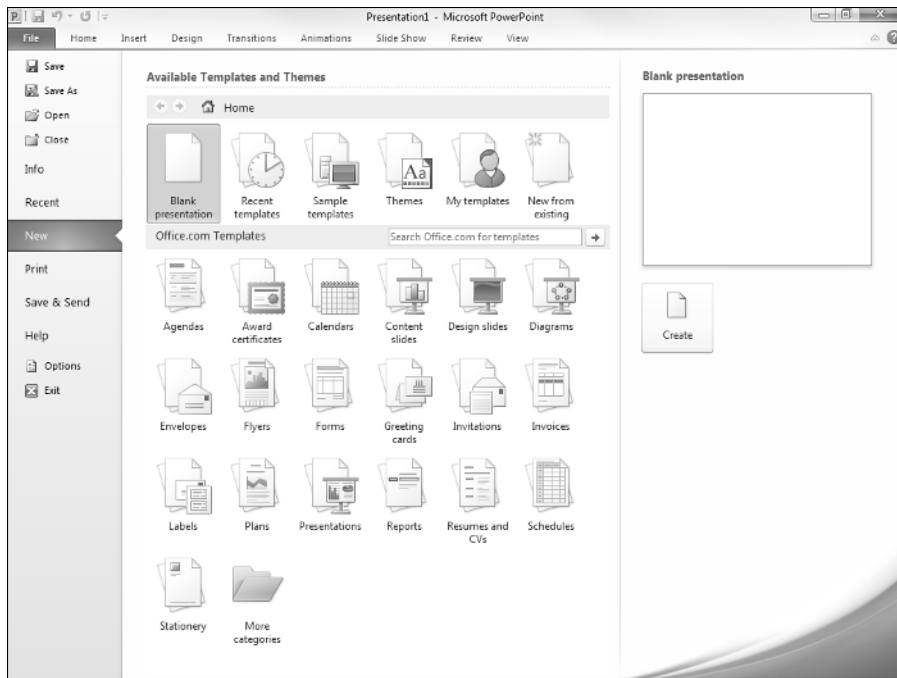 Presentation1 - Microsoft PowerPoint
File Home Insert Design Transitions Animations Slide Show Review View
Save
Save As
Open
Close
Info
Recent
New
Print
Save & Send
Help
Options
Exit
Available Templates and Themes
Home
Blank presentation
Recent templates
Sample templates
Themes
My templates
New from existing
Office.com Templates
Search Office.com for templates
Agendas
Award certificates
Calendars
Content slides
Design slides
Diagrams
Envelopes
Flyers
Forms
Greeting cards
Invitations
Invoices
Labels
Plans
Presentations
Reports
Resumes and CVs
Schedules
Stationery
More categories
Blank presentation
Create